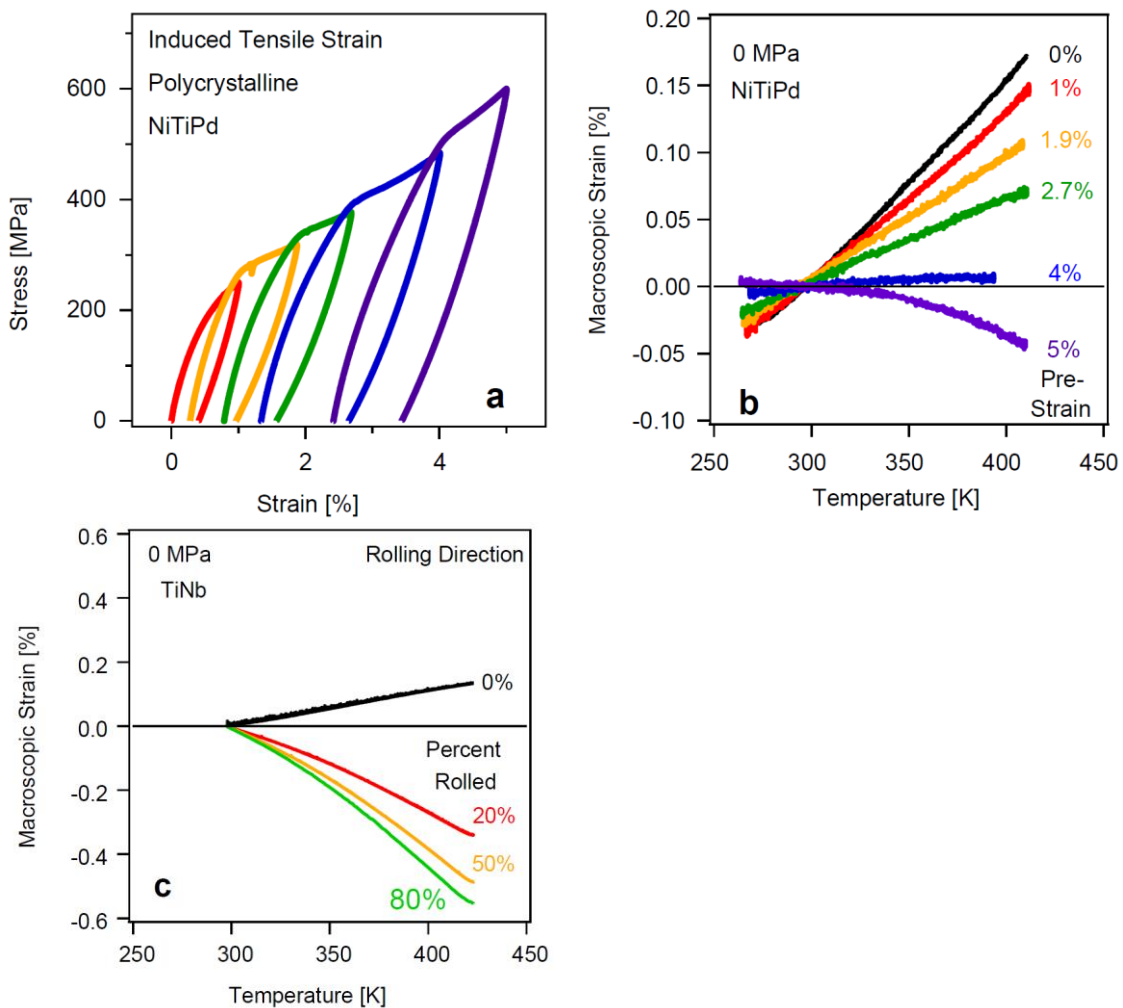 Induced Tensile Strain
Polycrystalline
NiTiPd
600
400
200
0
Stress [MPa]
a
0
2
4
Strain [%]
0 MPa
NiTiPd
0.20
0.15
0.10
0.05
0.00
-0.05
-0.10
Macroscopic Strain [%]
0%
1%
1.9%
2.7%
4%
5%
Pre-
Strain
b
250
300
350
400
450
Temperature [K]
0 MPa
TiNb
Rolling Direction
0.6
0.4
0.2
0.0
-0.2
-0.4
-0.6
Macroscopic Strain [%]
0%
Percent
Rolled
20%
50%
80%
c
250
300
350
400
450
Temperature [K]